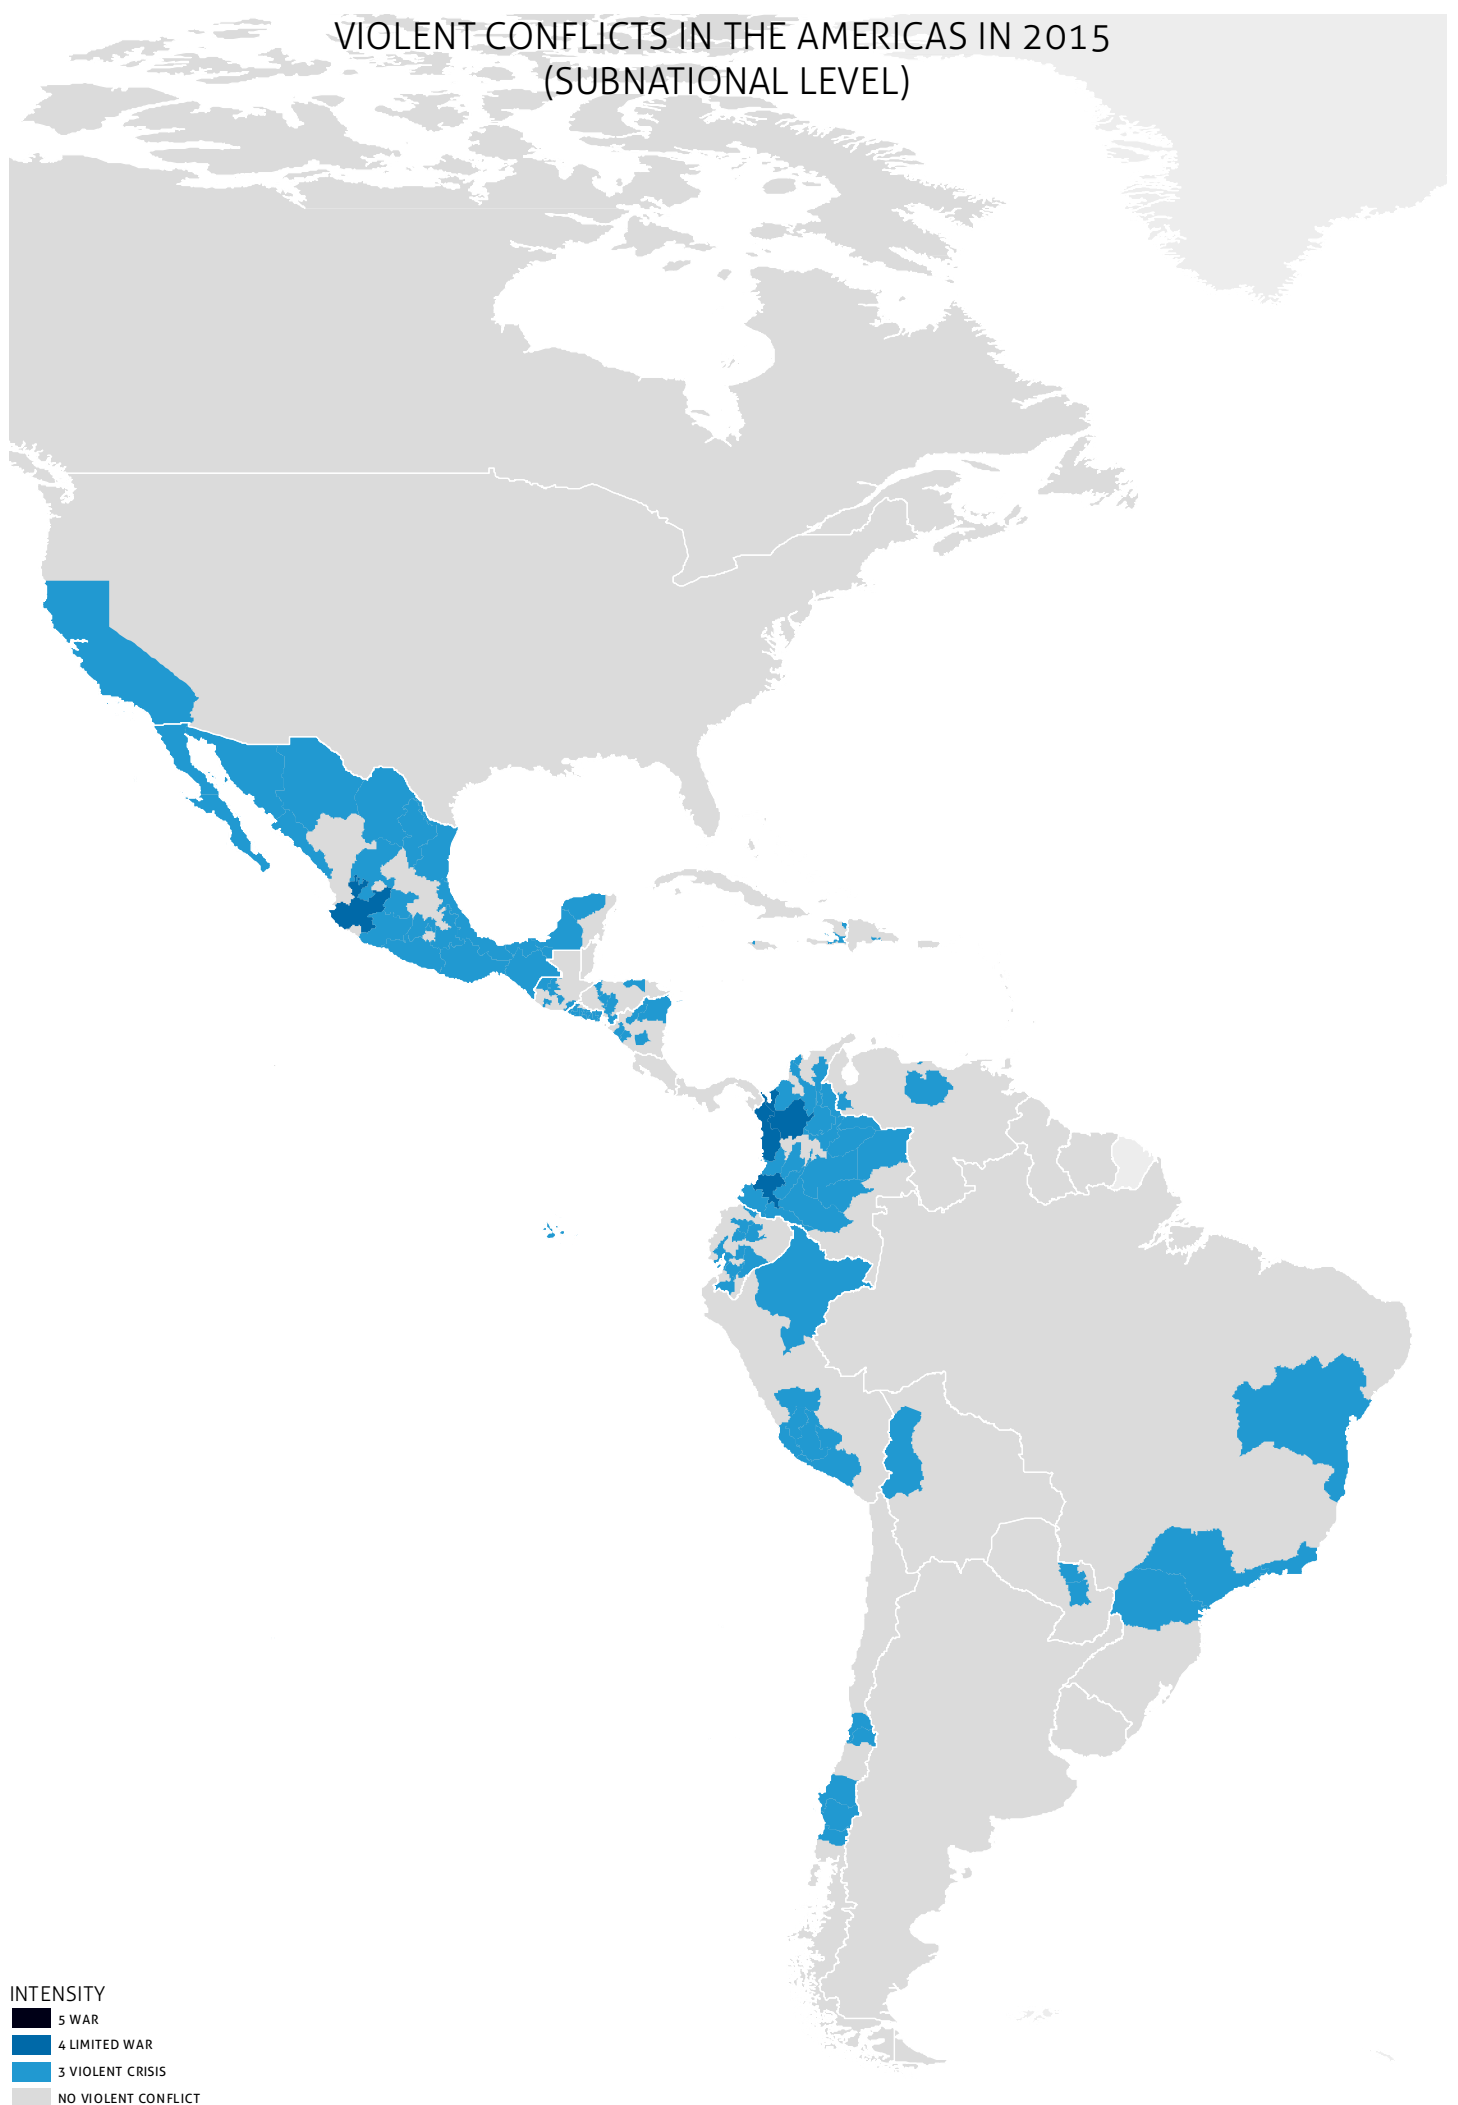 VIOLENT CONFLICTS IN THE AMERICAS IN 2015
(SUBNATIONAL LEVEL)
INTENSITY
5 WAR
4 LIMITED WAR
3 VIOLENT CRISIS
NO VIOLENT CONFLICT